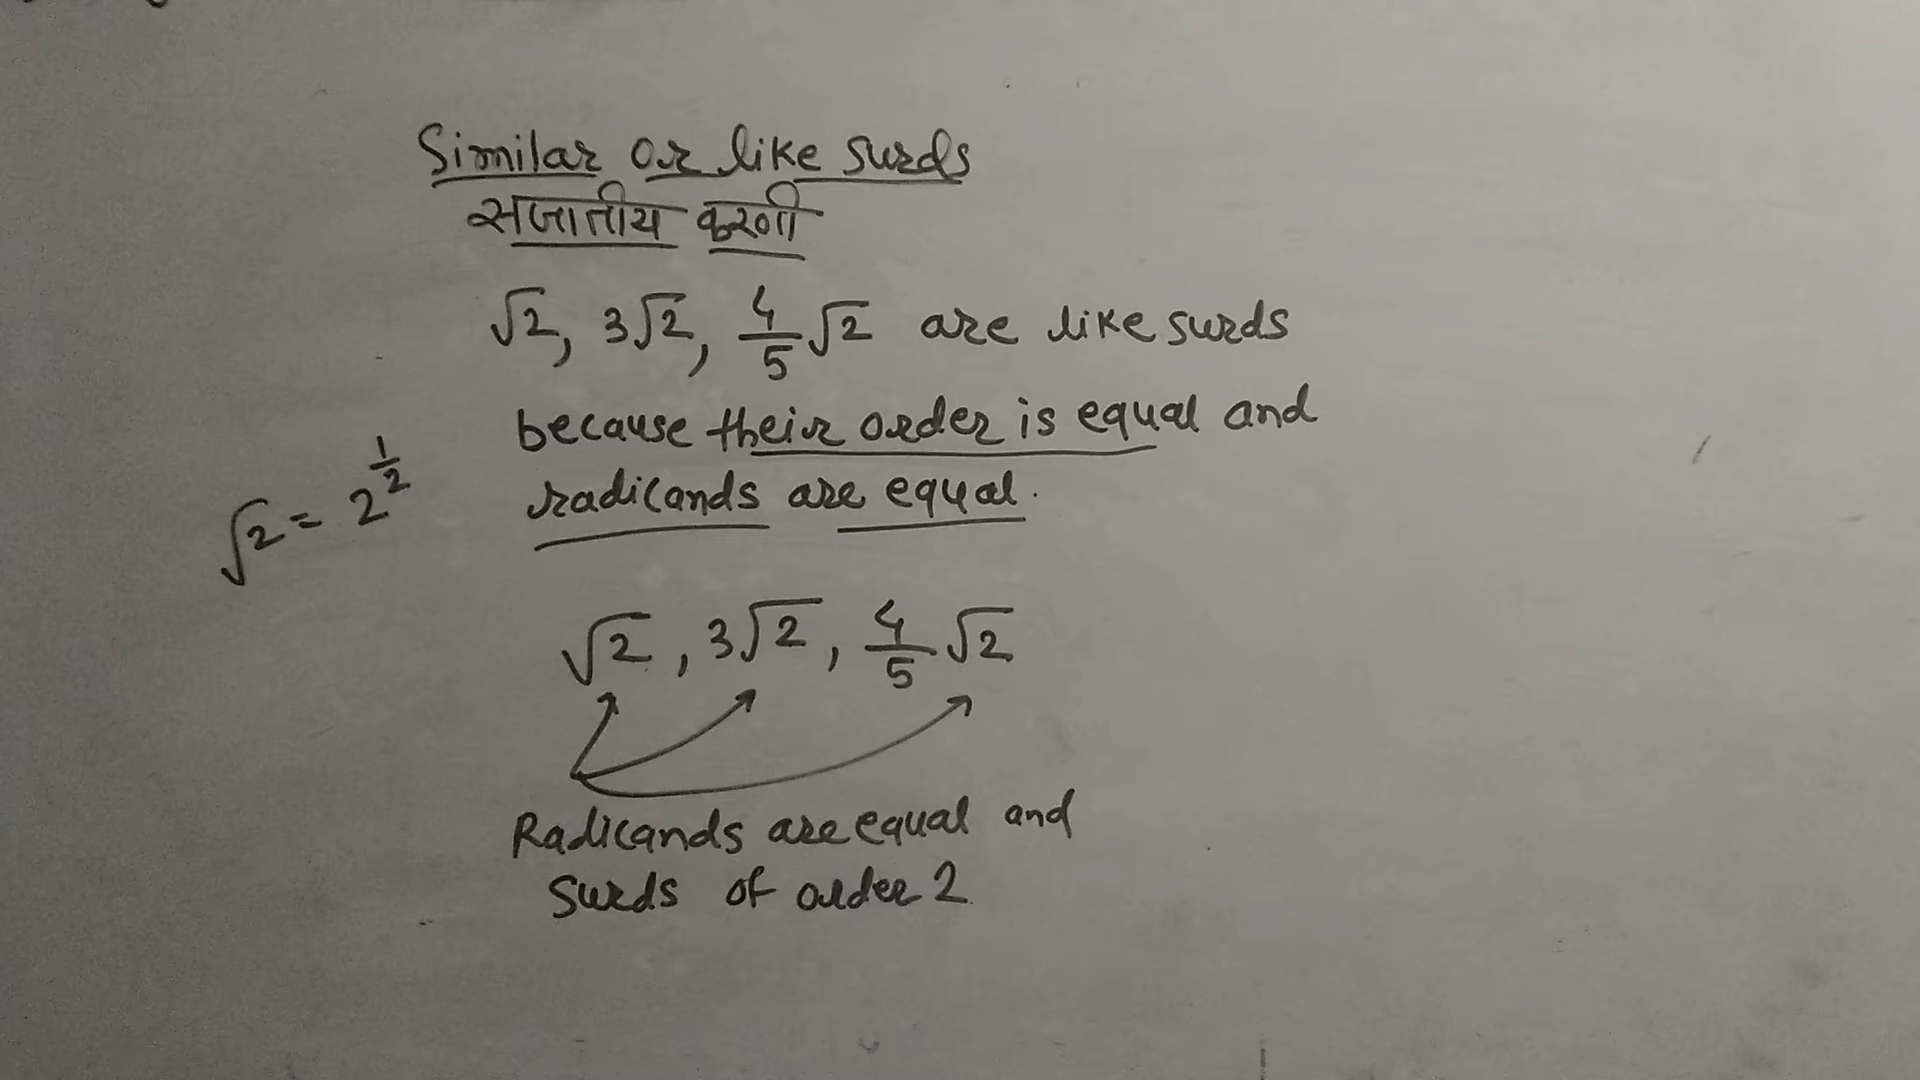 Similar or like surds
सजातीय करणी
√2, 3√2, 4/5 √2 are like surds
because their order is equal and
radicands are equal.
√2 = 2^(1/2)
√2, 3√2, 4/5 √2
Radicands are equal and
Surds of order 2